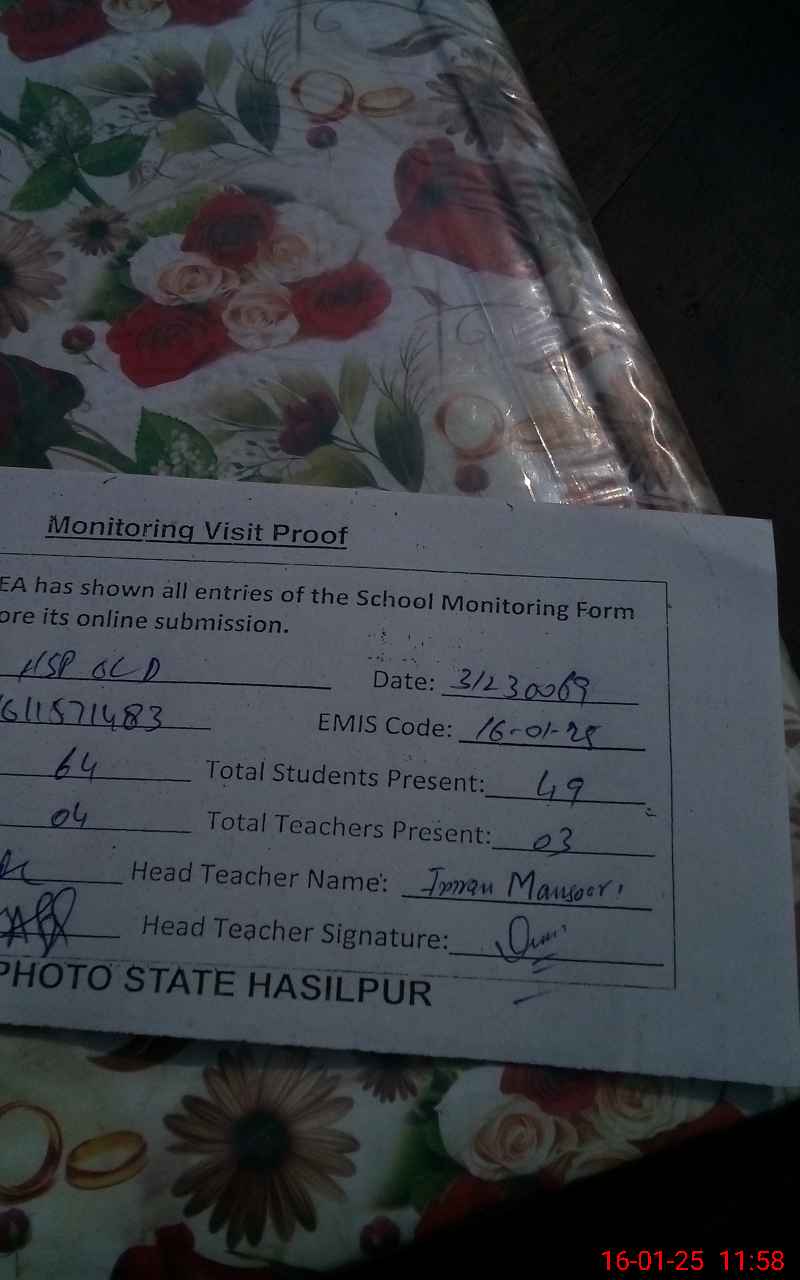 Monitoring Visit Proof
EA has shown all entries of the School Monitoring Form
ore its online submission.
HSP OLD Date: 31230069
611571483 EMIS Code: 16-01-25
64 Total Students Present: 49
04 Total Teachers Present: 03
Head Teacher Name: Imran Mansoor
Head Teacher Signature:
PHOTO STATE HASILPUR
16-01-25 11:58